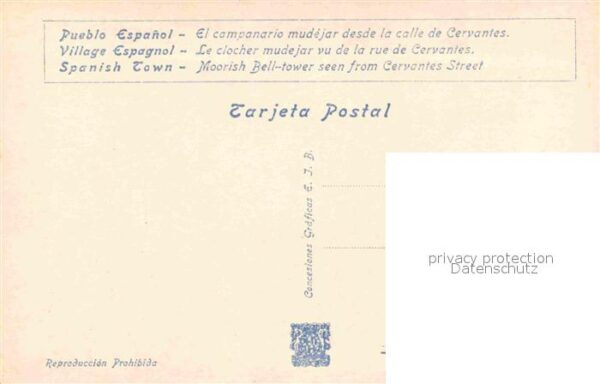 Pueblo Español - El campanario mudéjar desde la calle de Cervantes.
Village Espagnol - Le clocher mudejar vu de la rue de Cervantes.
Spanish Town - Moorish Bell-tower seen from Cervantes Street
Tarjeta Postal
Concesiones Gráficas E. I. B.
privacy protection
Datenschutz
Reproducción Prohibida